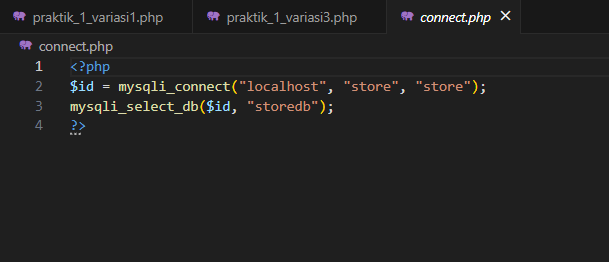 praktik_1_variasi1.php praktik_1_variasi3.php connect.php
connect.php
1 <?php
2 $id = mysqli_connect("localhost", "store", "store");
3 mysqli_select_db($id, "storedb");
4 ?>